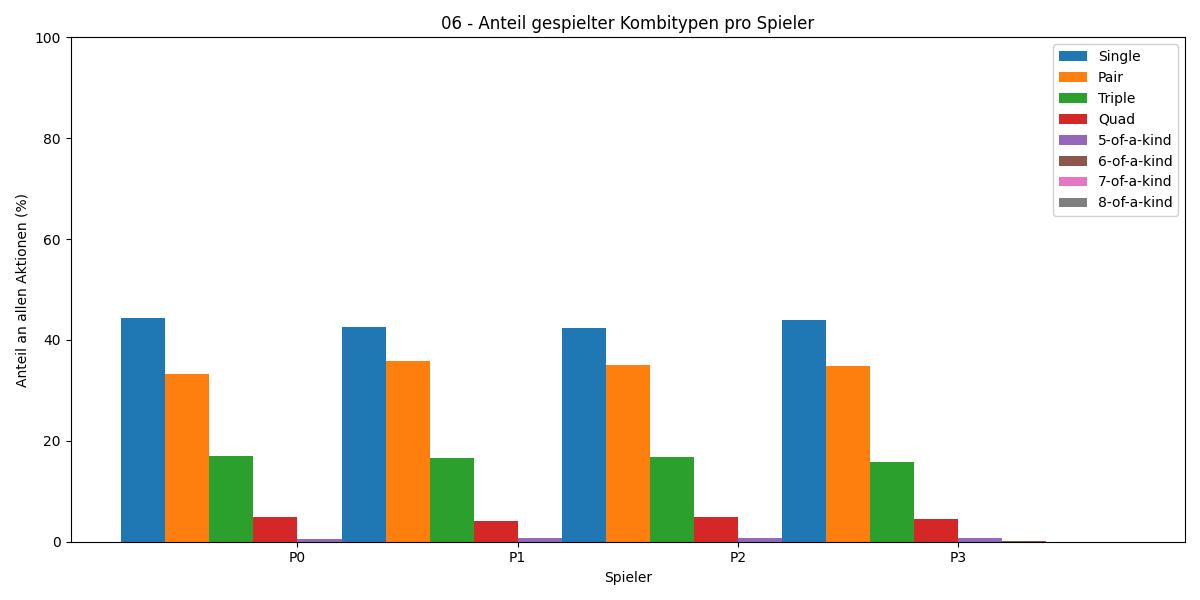 06 - Anteil gespielter Kombitypen pro Spieler
Anteil an allen Aktionen (%)
100
80
60
40
20
0
Single
Pair
Triple
Quad
5-of-a-kind
6-of-a-kind
7-of-a-kind
8-of-a-kind
P0 P1 P2 P3
Spieler